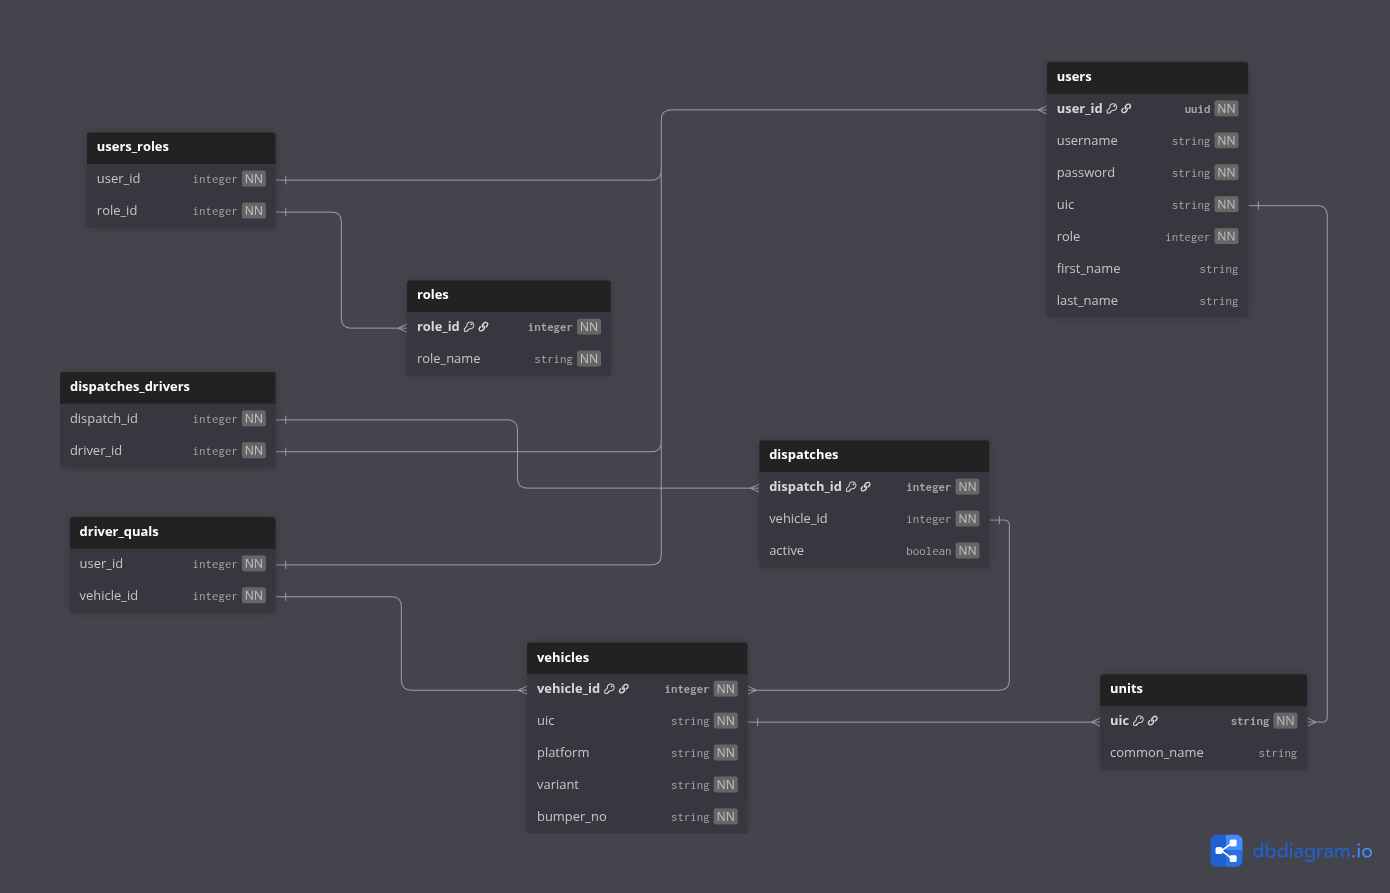 users
user_id uuid NN
username string NN
password string NN
uic string NN
role integer NN
first_name string
last_name string
users_roles
user_id integer NN
role_id integer NN
roles
role_id integer NN
role_name string NN
dispatches_drivers
dispatch_id integer NN
driver_id integer NN
dispatches
dispatch_id integer NN
vehicle_id integer NN
active boolean NN
driver_quals
user_id integer NN
vehicle_id integer NN
vehicles
vehicle_id integer NN
uic string NN
platform string NN
variant string NN
bumper_no string NN
units
uic string NN
common_name string
dbdiagram.io